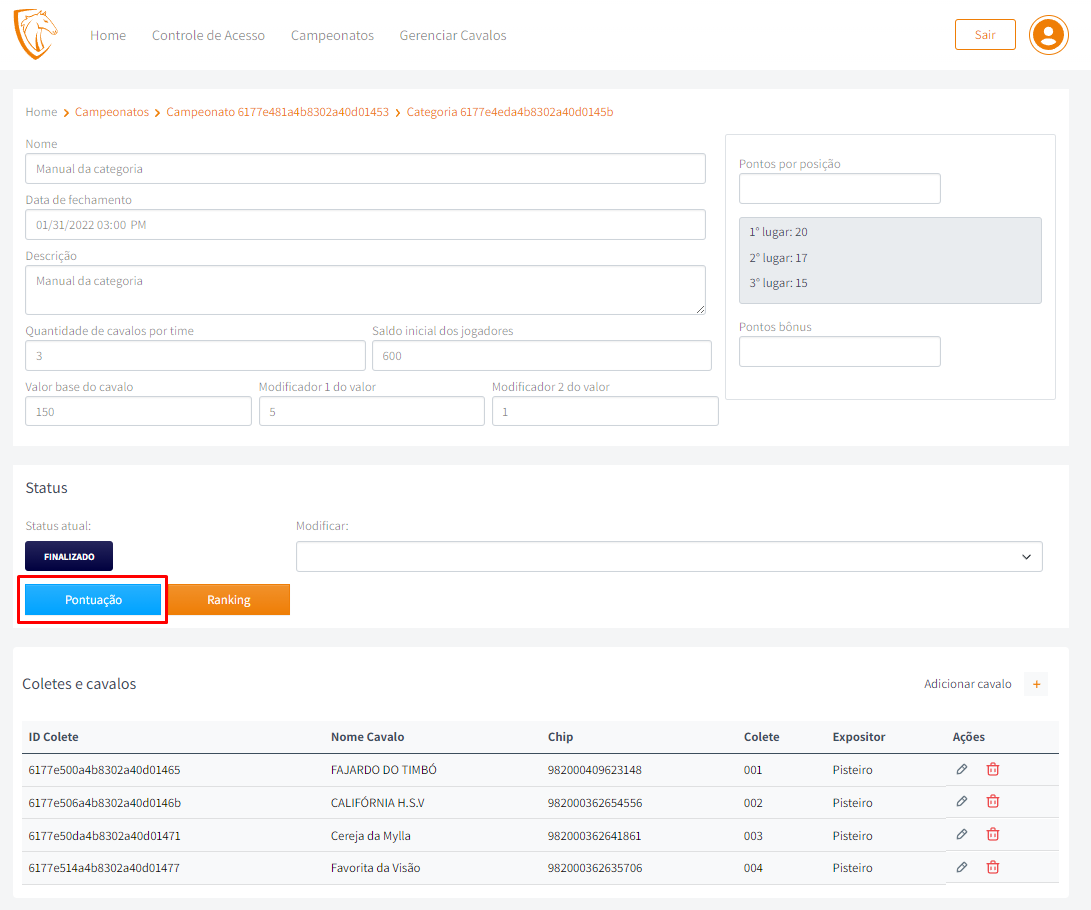 Home Controle de Acesso Campeonatos Gerenciar Cavalos Sair
Home > Campeonatos > Campeonato 6177e481a4b8302a40d01453 > Categoria 6177e4eda4b8302a40d0145b
Nome
Manual da categoria
Data de fechamento
01/31/2022 03:00 PM
Descrição
Manual da categoria
Quantidade de cavalos por time Saldo inicial dos jogadores
3 600
Valor base do cavalo Modificador 1 do valor Modificador 2 do valor
150 5 1
Pontos por posição
1° lugar: 20
2° lugar: 17
3° lugar: 15
Pontos bônus
Status
Status atual: Modificar:
FINALIZADO
Pontuação Ranking
Coletes e cavalos Adicionar cavalo +
ID Colete Nome Cavalo Chip Colete Expositor Ações
6177e500a4b8302a40d01465 FAJARDO DO TIMBÓ 982000409623148 001 Pisteiro
6177e506a4b8302a40d0146b CALIFÓRNIA H.S.V 982000362654556 002 Pisteiro
6177e50da4b8302a40d01471 Cereja da Mylla 982000362641861 003 Pisteiro
6177e514a4b8302a40d01477 Favorita da Visão 982000362635706 004 Pisteiro